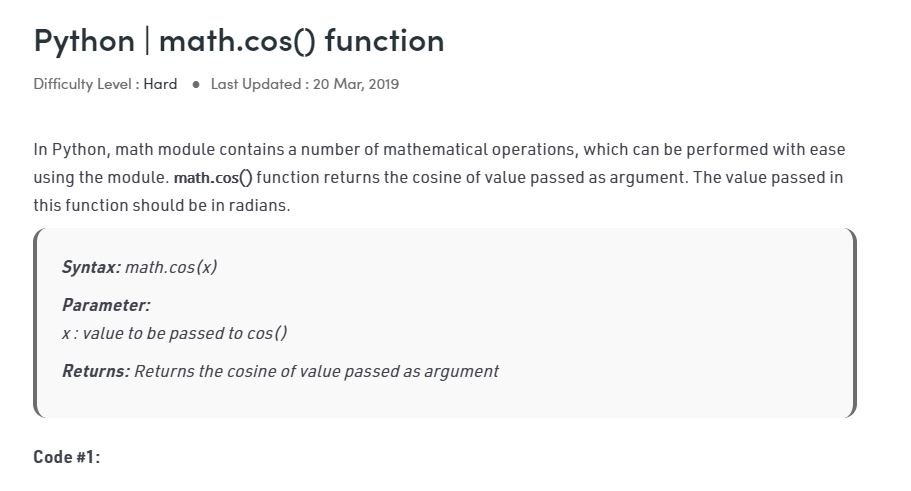 Python | math.cos() function
Difficulty Level : Hard ● Last Updated : 20 Mar, 2019
In Python, math module contains a number of mathematical operations, which can be performed with ease
using the module. math.cos() function returns the cosine of value passed as argument. The value passed in
this function should be in radians.
Syntax: math.cos(x)
Parameter:
x : value to be passed to cos()
Returns: Returns the cosine of value passed as argument
Code #1: